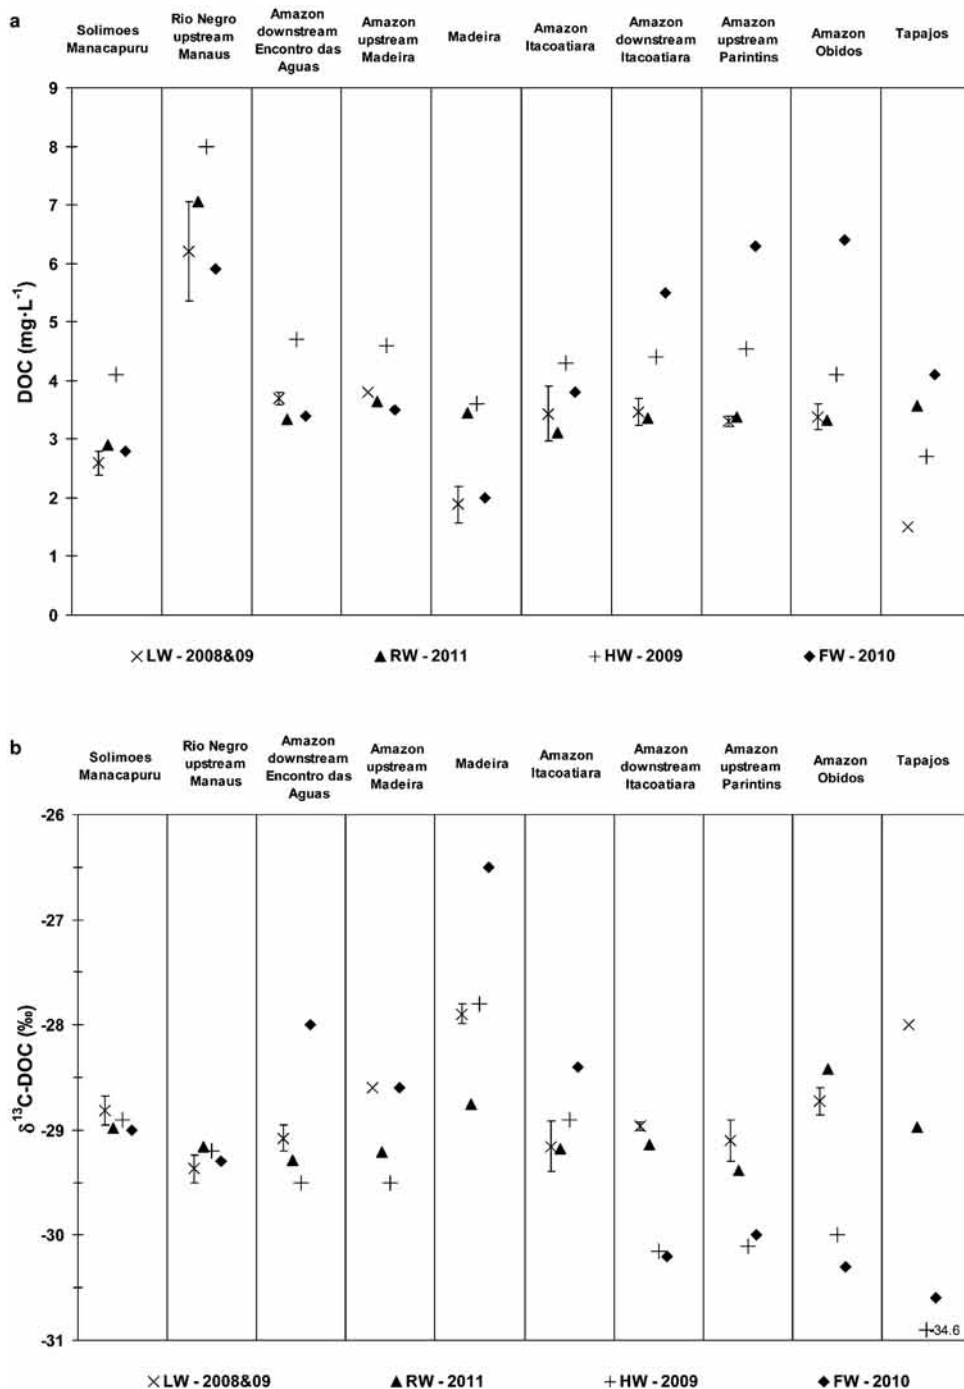 a
Solimoes
Manacapuru
Rio Negro
upstream
Manaus
Amazon
downstream
Encontro das
Aguas
Amazon
upstream
Madeira
Madeira
Amazon
Itacoatiara
Amazon
downstream
Itacoatiara
Amazon
upstream
Parintins
Amazon
Obidos
Tapajos
DOC (mg·L⁻¹)
9
8
7
6
5
4
3
2
1
0
LW - 2008&09
RW - 2011
HW - 2009
FW - 2010
b
Solimoes
Manacapuru
Rio Negro
upstream
Manaus
Amazon
downstream
Encontro das
Aguas
Amazon
upstream
Madeira
Madeira
Amazon
Itacoatiara
Amazon
downstream
Itacoatiara
Amazon
upstream
Parintins
Amazon
Obidos
Tapajos
δ¹³C-DOC (‰)
-26
-27
-28
-29
-30
-31
-34.6
LW - 2008&09
RW - 2011
HW - 2009
FW - 2010